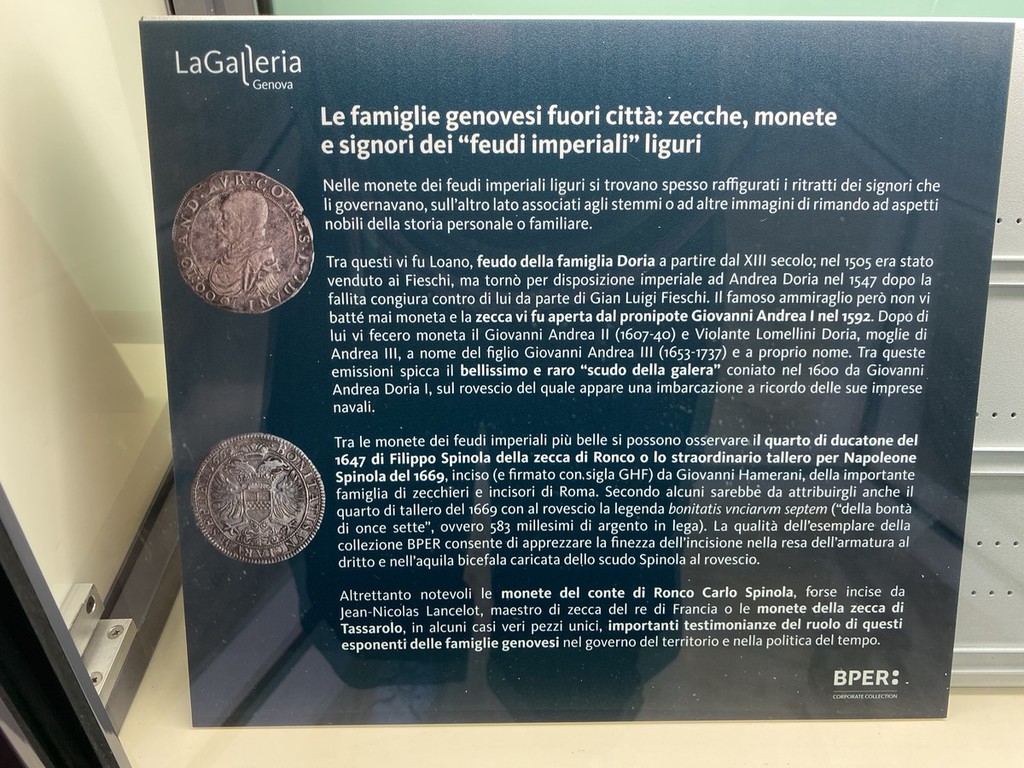 LaGalleria
Genova
Le famiglie genovesi fuori città: zecche, monete
e signori dei “feudi imperiali” liguri
Nelle monete dei feudi imperiali liguri si trovano spesso raffigurati i ritratti dei signori che
li governavano, sull'altro lato associati agli stemmi o ad altre immagini di rimando ad aspetti
nobili della storia personale o familiare.
Tra questi vi fu Loano, feudo della famiglia Doria a partire dal XIII secolo; nel 1505 era stato
venduto ai Fieschi, ma tornò per disposizione imperiale ad Andrea Doria nel 1547 dopo la
fallita congiura contro di lui da parte di Gian Luigi Fieschi. Il famoso ammiraglio però non vi
batté mai moneta e la zecca vi fu aperta dal pronipote Giovanni Andrea I nel 1592. Dopo di
lui vi fecero moneta il Giovanni Andrea II (1607-40) e Violante Lomellini Doria, moglie di
Andrea III, a nome del figlio Giovanni Andrea III (1653-1737) e a proprio nome. Tra queste
emissioni spicca il bellissimo e raro “scudo della galera” coniato nel 1600 da Giovanni
Andrea Doria I, sul rovescio del quale appare una imbarcazione a ricordo delle sue imprese
navali.
Tra le monete dei feudi imperiali più belle si possono osservare il quarto di ducatone del
1647 di Filippo Spinola della zecca di Ronco o lo straordinario tallero per Napoleone
Spinola del 1669, inciso (e firmato con sigla GHF) da Giovanni Hamerani, della importante
famiglia di zecchieri e incisori di Roma. Secondo alcuni sarebbe da attribuirgli anche il
quarto di tallero del 1669 con al rovescio la legenda bonitatis vnciarvm septem (“della bontà
di once sette”, ovvero 583 millesimi di argento in lega). La qualità dell'esemplare della
collezione BPER consente di apprezzare la finezza dell'incisione nella resa dell'armatura al
dritto e nell'aquila bicefala caricata dello scudo Spinola al rovescio.
Altrettanto notevoli le monete del conte di Ronco Carlo Spinola, forse incise da
Jean-Nicolas Lancelot, maestro di zecca del re di Francia o le monete della zecca di
Tassarolo, in alcuni casi veri pezzi unici, importanti testimonianze del ruolo di questi
esponenti delle famiglie genovesi nel governo del territorio e nella politica del tempo.
BPER:
CORPORATE COLLECTION